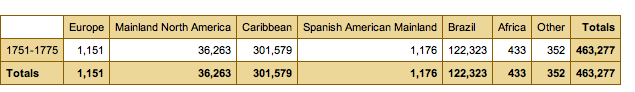 Europe Mainland North America Caribbean Spanish American Mainland Brazil Africa Other Totals
1751-1775 1,151 36,263 301,579 1,176 122,323 433 352 463,277
Totals 1,151 36,263 301,579 1,176 122,323 433 352 463,277